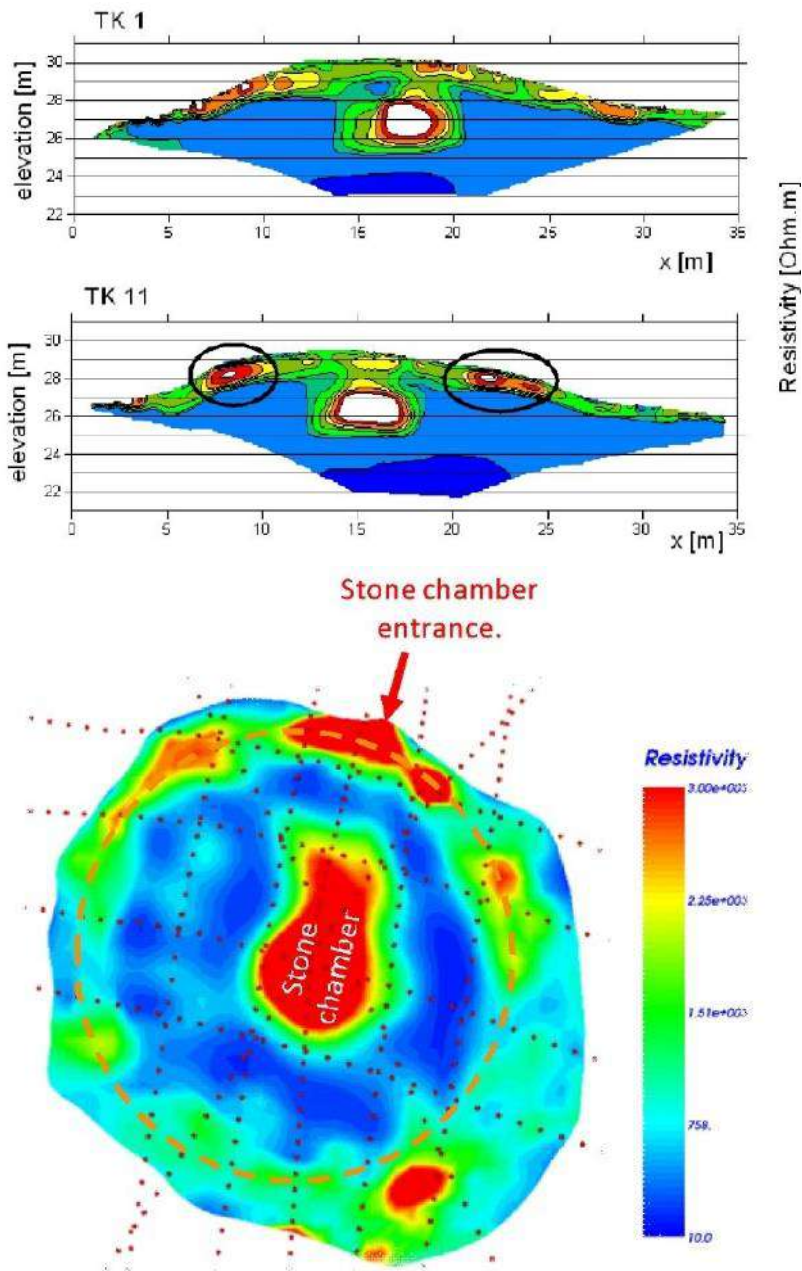 TK 1
elevation [m]
30
28
26
24
22
0 5 10 15 20 25 30 35
x [m]
Resistivity [Ohm.m]
TK 11
elevation [m]
30
28
26
24
22
0 5 10 15 20 25 30 35
x [m]
Stone chamber
entrance.
Stone
chamber
Resistivity
3.00e+003
2.25e+003
1.51e+003
758.
10.0